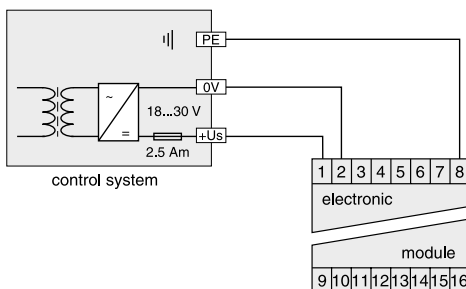 PE
0V
18...30 V
+Us
2.5 Am
control system
1 2 3 4 5 6 7 8
electronic
module
9 10 11 12 13 14 15 16
~
=